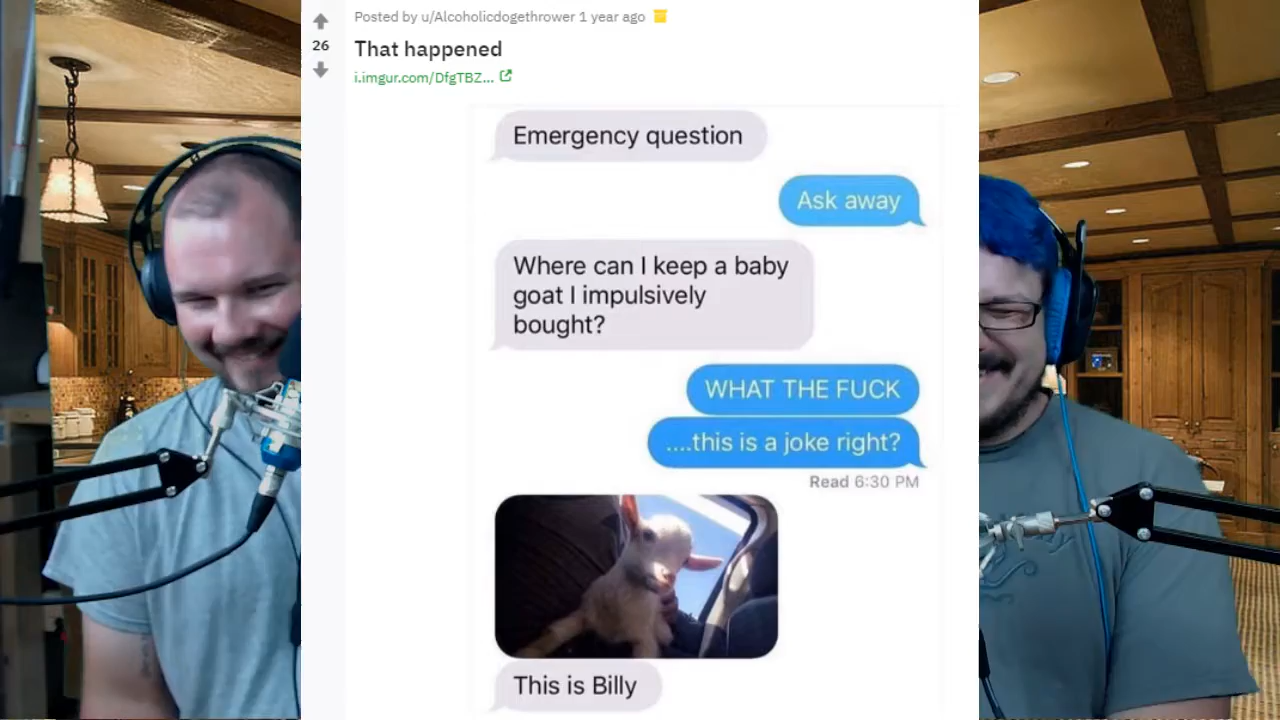 Posted by u/Alcoholicdogethrower 1 year ago
26
That happened
i.imgur.com/DfgTBZ...
Emergency question
Ask away
Where can I keep a baby
goat I impulsively
bought?
WHAT THE FUCK
....this is a joke right?
Read 6:30 PM
This is Billy